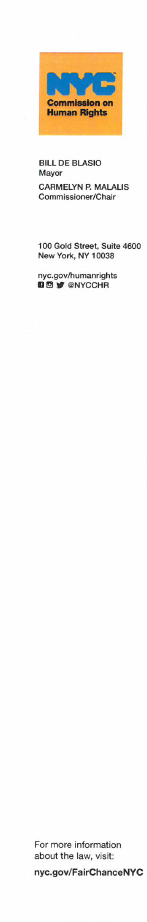 NYC
Commission on
Human Rights
BILL DE BLASIO
Mayor
CARMELYN P. MALALIS
Commissioner/Chair
100 Gold Street, Suite 4600
New York, NY 10038
nyc.gov/humanrights
@NYCCHR
For more information
about the law, visit:
nyc.gov/FairChanceNYC